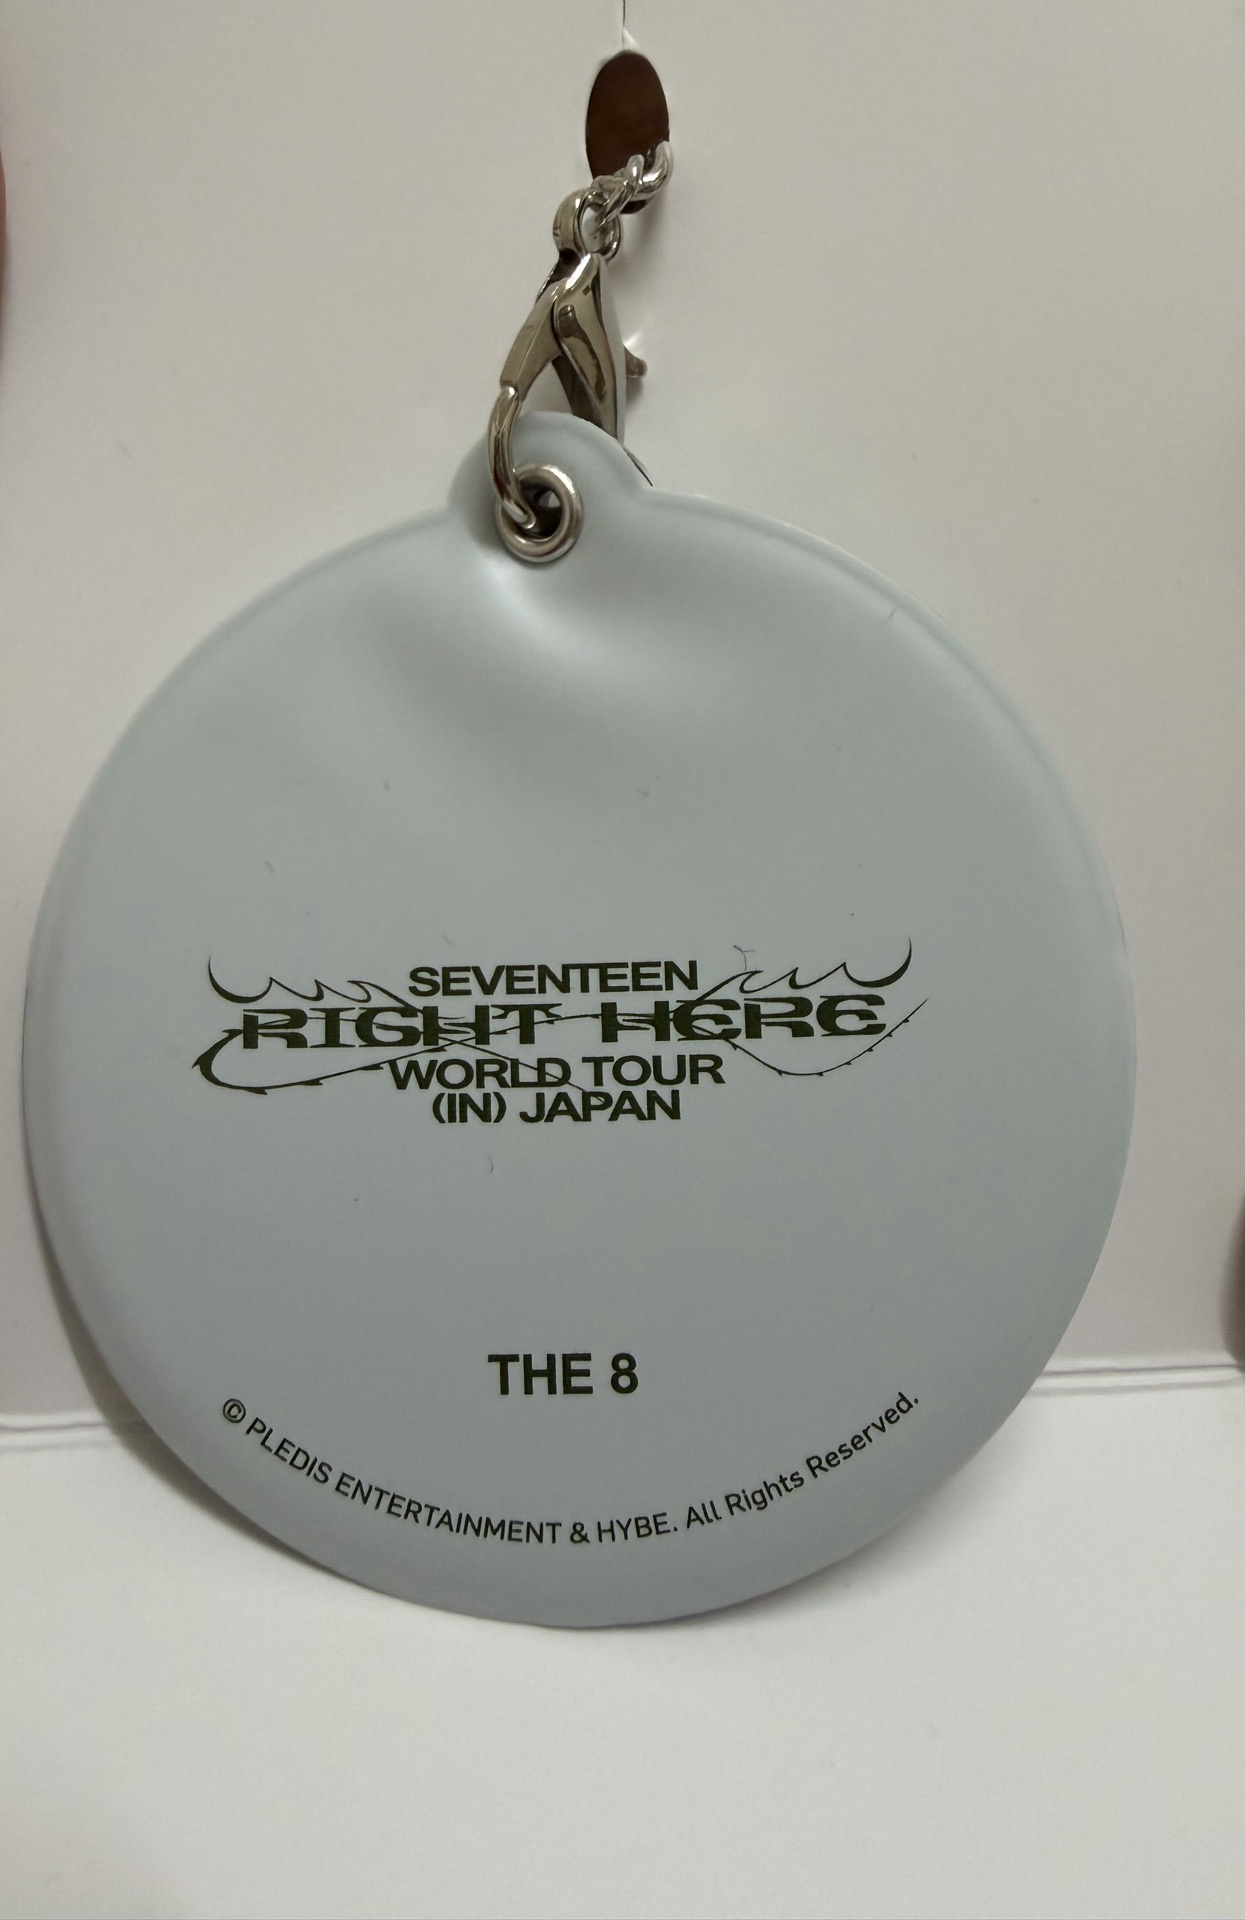 SEVENTEEN
RIGHT HERE
WORLD TOUR
(IN) JAPAN
THE 8
© PLEDIS ENTERTAINMENT & HYBE. All Rights Reserved.